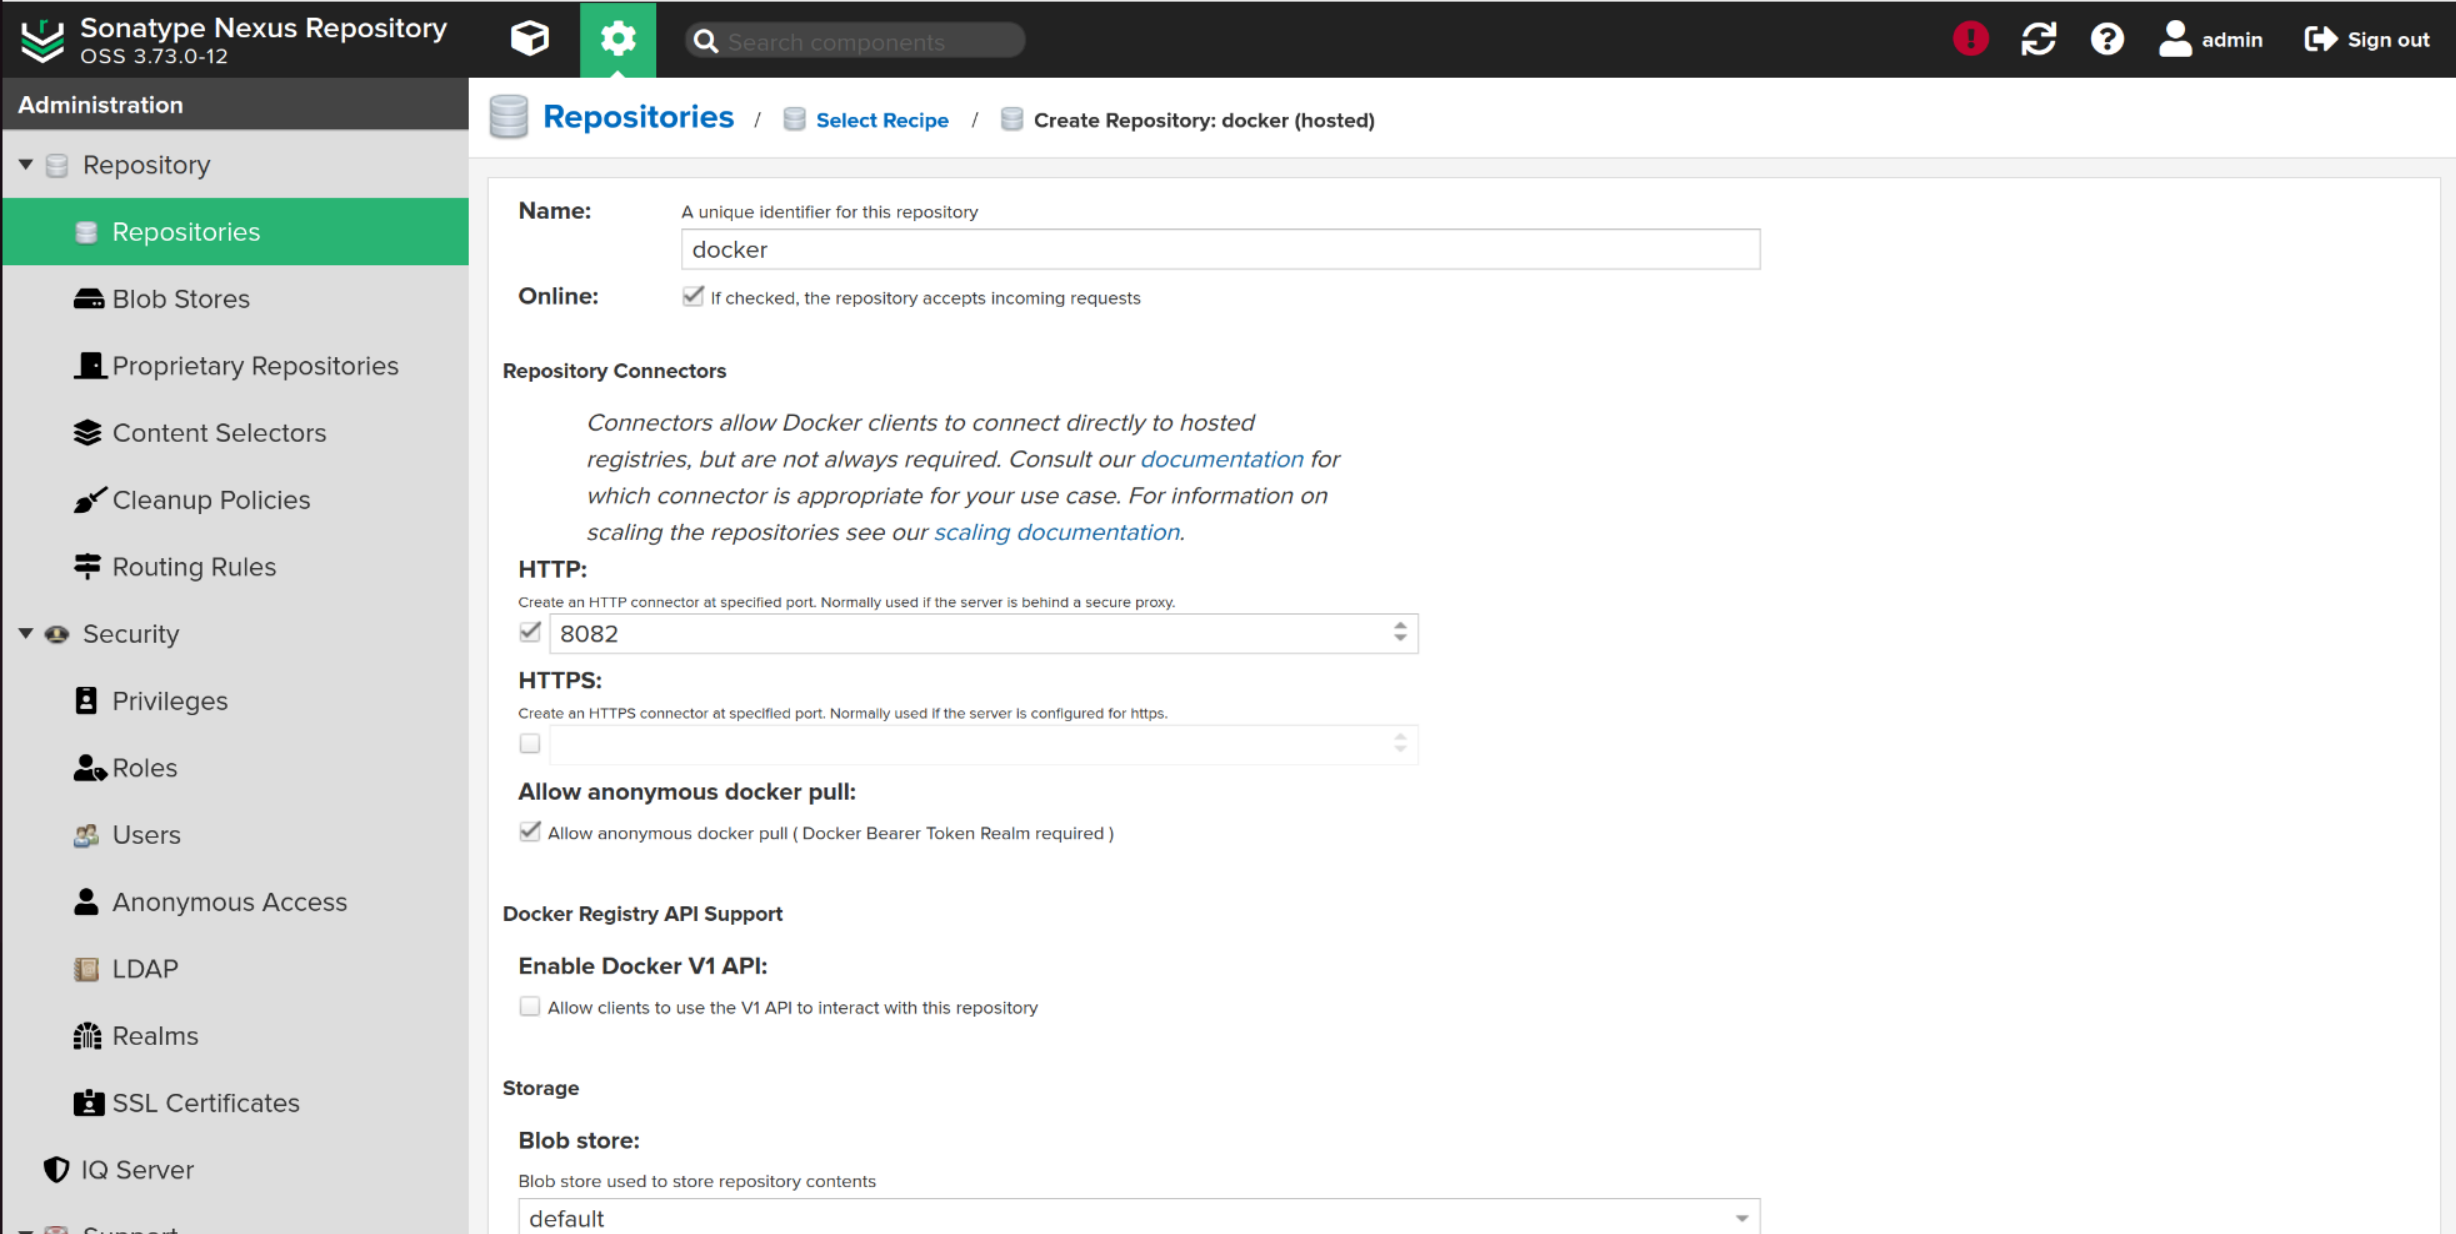 Sonatype Nexus Repository
OSS 3.73.0-12
Search components
admin
Sign out
Administration
Repository
Repositories
Blob Stores
Proprietary Repositories
Content Selectors
Cleanup Policies
Routing Rules
Security
Privileges
Roles
Users
Anonymous Access
LDAP
Realms
SSL Certificates
IQ Server
Support
Repositories / Select Recipe / Create Repository: docker (hosted)
Name: A unique identifier for this repository
docker
Online: If checked, the repository accepts incoming requests
Repository Connectors
Connectors allow Docker clients to connect directly to hosted
registries, but are not always required. Consult our documentation for
which connector is appropriate for your use case. For information on
scaling the repositories see our scaling documentation.
HTTP:
Create an HTTP connector at specified port. Normally used if the server is behind a secure proxy.
8082
HTTPS:
Create an HTTPS connector at specified port. Normally used if the server is configured for https.
Allow anonymous docker pull:
Allow anonymous docker pull ( Docker Bearer Token Realm required )
Docker Registry API Support
Enable Docker V1 API:
Allow clients to use the V1 API to interact with this repository
Storage
Blob store:
Blob store used to store repository contents
default